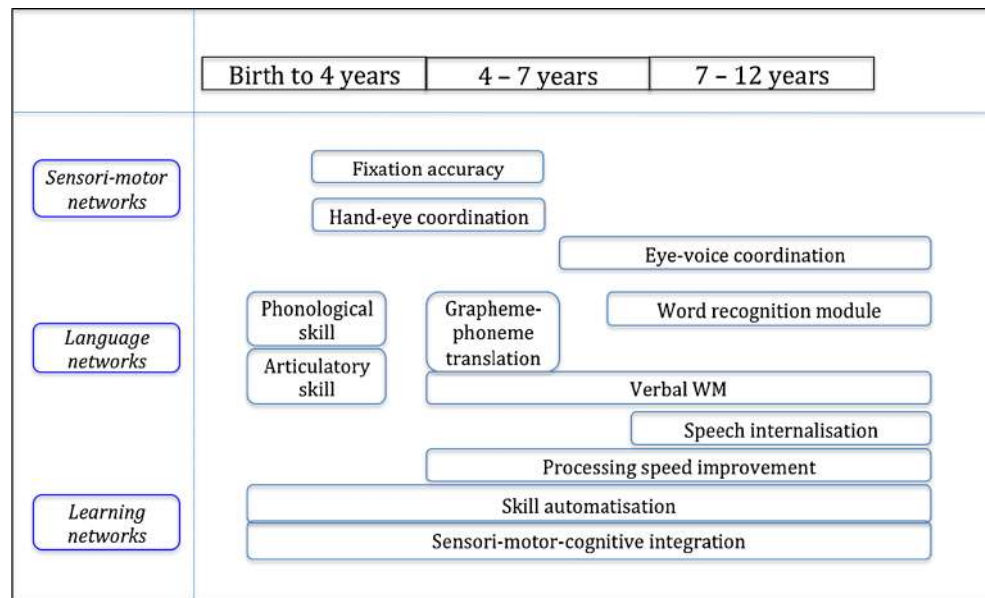 Birth to 4 years
4 – 7 years
7 – 12 years
Sensori-motor
networks
Fixation accuracy
Hand-eye coordination
Eye-voice coordination
Language
networks
Phonological
skill
Articulatory
skill
Grapheme-
phoneme
translation
Word recognition module
Verbal WM
Speech internalisation
Processing speed improvement
Learning
networks
Skill automatisation
Sensori-motor-cognitive integration